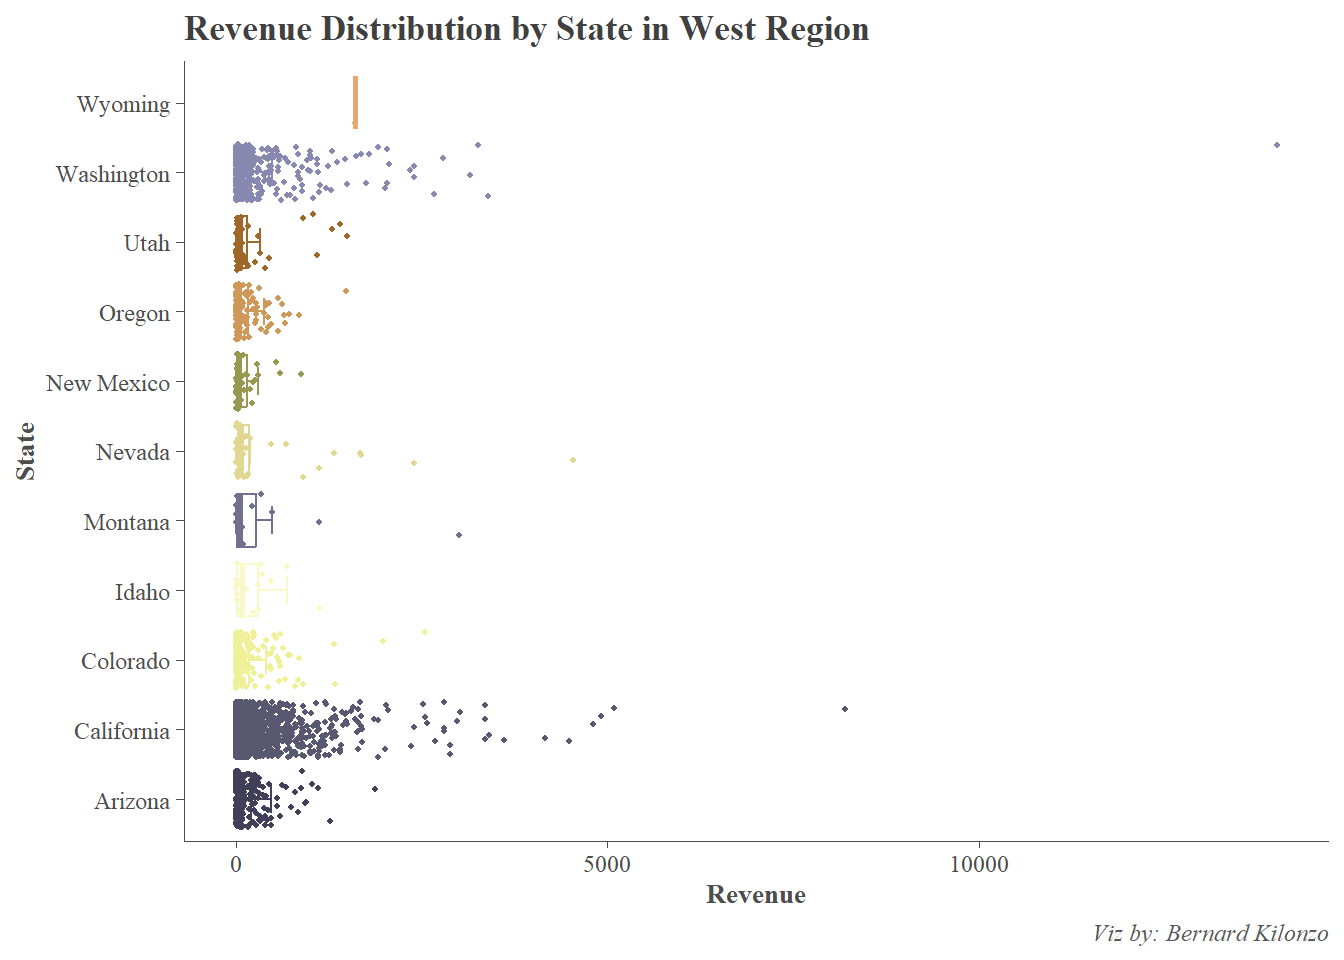 Revenue Distribution by State in West Region
Wyoming
Washington
Utah
Oregon
New Mexico
Nevada
Montana
Idaho
Colorado
California
Arizona
State
0 5000 10000
Revenue
Viz by: Bernard Kilonzo